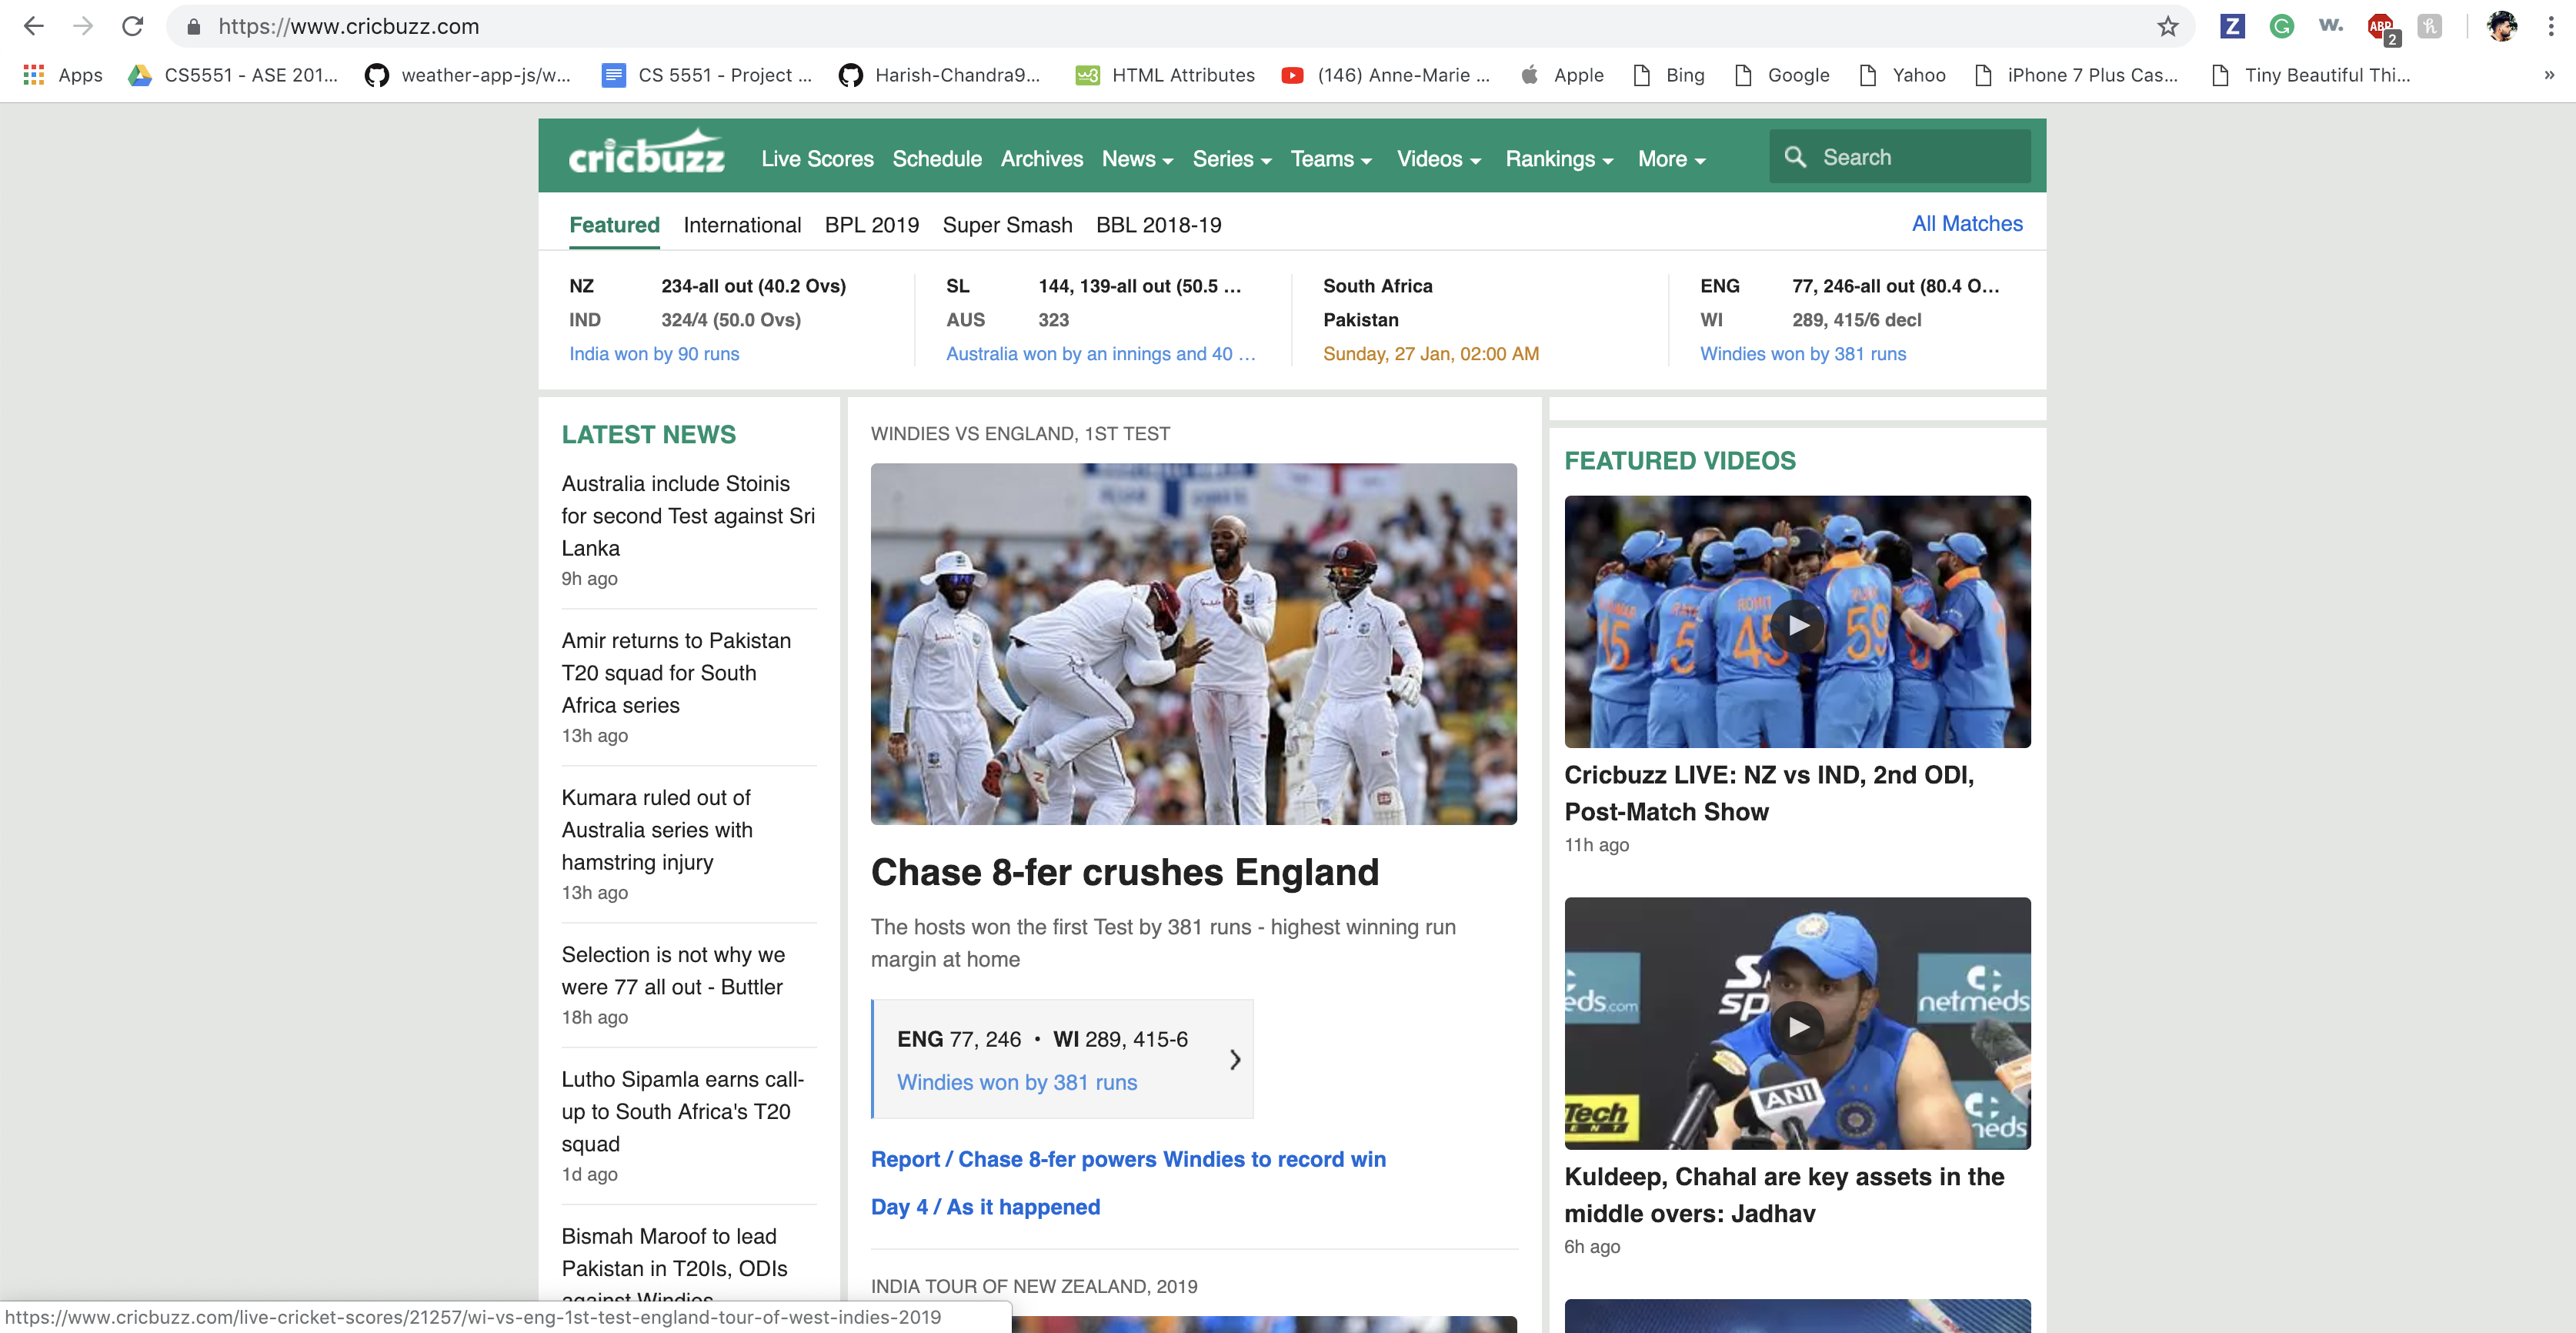 https://www.cricbuzz.com
ABP
2
Apps
CS5551 - ASE 201...
weather-app-js/w...
CS 5551 - Project ...
Harish-Chandra9...
w3
HTML Attributes
(146) Anne-Marie ...
Apple
Bing
Google
Yahoo
iPhone 7 Plus Cas...
Tiny Beautiful Thi...
»
cricbuzz
Live Scores
Schedule
Archives
News
Series
Teams
Videos
Rankings
More
Search
Featured
International
BPL 2019
Super Smash
BBL 2018-19
All Matches
NZ 234-all out (40.2 Ovs)
IND 324/4 (50.0 Ovs)
India won by 90 runs
SL 144, 139-all out (50.5 ...
AUS 323
Australia won by an innings and 40 ...
South Africa
Pakistan
Sunday, 27 Jan, 02:00 AM
ENG 77, 246-all out (80.4 O...
WI 289, 415/6 decl
Windies won by 381 runs
LATEST NEWS
Australia include Stoinis
for second Test against Sri
Lanka
9h ago
Amir returns to Pakistan
T20 squad for South
Africa series
13h ago
Kumara ruled out of
Australia series with
hamstring injury
13h ago
Selection is not why we
were 77 all out - Buttler
18h ago
Lutho Sipamla earns call-
up to South Africa's T20
squad
1d ago
Bismah Maroof to lead
Pakistan in T20Is, ODIs
against Windies
WINDIES VS ENGLAND, 1ST TEST
Chase 8-fer crushes England
The hosts won the first Test by 381 runs - highest winning run
margin at home
ENG 77, 246 • WI 289, 415-6
Windies won by 381 runs
Report / Chase 8-fer powers Windies to record win
Day 4 / As it happened
INDIA TOUR OF NEW ZEALAND, 2019
FEATURED VIDEOS
15
5
ROHIT
45
59
Cricbuzz LIVE: NZ vs IND, 2nd ODI,
Post-Match Show
11h ago
eds.com
netmeds
ANI
Tech
Kuldeep, Chahal are key assets in the
middle overs: Jadhav
6h ago
https://www.cricbuzz.com/live-cricket-scores/21257/wi-vs-eng-1st-test-england-tour-of-west-indies-2019